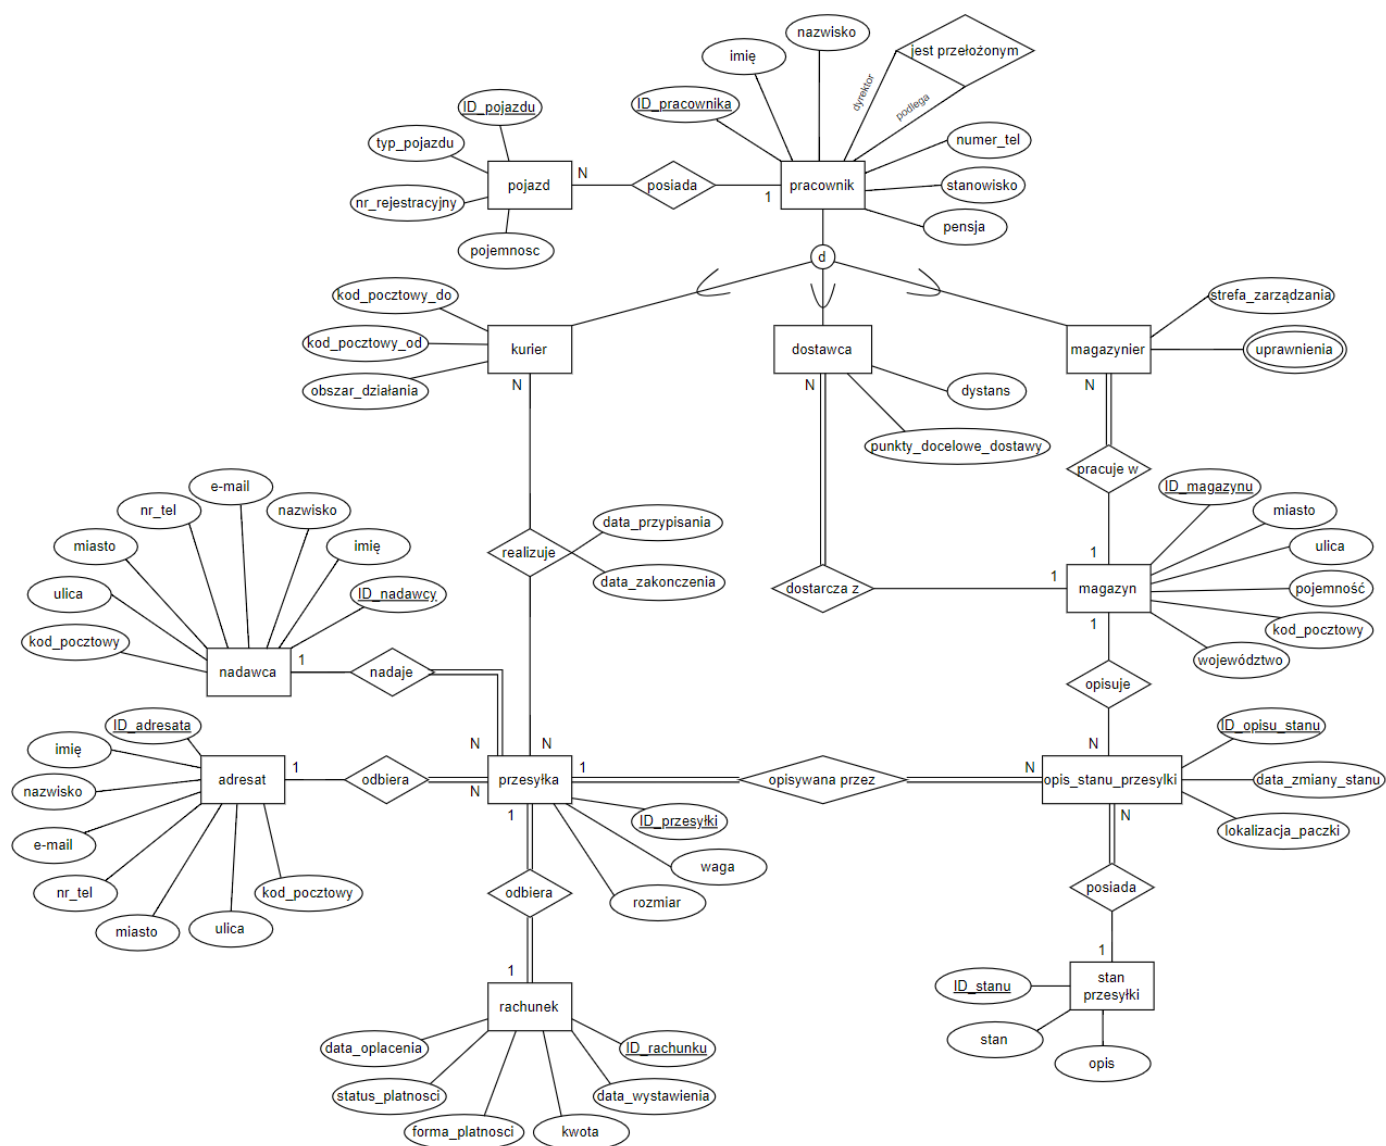 nazwisko
jest przełożonym
imię
dyrektor
podlega
ID_pojazdu
ID_pracownika
typ_pojazdu
numer_tel
N
pojazd
posiada
pracownik
1
stanowisko
nr_rejestracyjny
pensja
pojemnosc
d
kod_pocztowy_do
strefa_zarządzania
kod_pocztowy_od
kurier
dostawca
magazynier
uprawnienia
obszar_działania
N
N
N
dystans
punkty_docelowe_dostawy
pracuje w
e-mail
ID_magazynu
nr_tel
nazwisko
miasto
data_przypisania
miasto
imię
realizuje
1
ulica
data_zakonczenia
ulica
ID_nadawcy
dostarcza z
1
magazyn
pojemność
kod_pocztowy
1
kod_pocztowy
województwo
1
nadawca
nadaje
opisuje
ID_adresata
ID_opisu_stanu
imię
N
N
N
adresat
1
odbiera
N
przesyłka
1
opisywana przez
N
opis_stanu_przesylki
data_zmiany_stanu
nazwisko
1
N
ID_przesyłki
lokalizacja_paczki
e-mail
waga
nr_tel
kod_pocztowy
odbiera
rozmiar
posiada
miasto
ulica
1
1
stan
przesyłki
ID_stanu
rachunek
stan
data_oplacenia
ID_rachunku
opis
status_platnosci
data_wystawienia
forma_platnosci
kwota